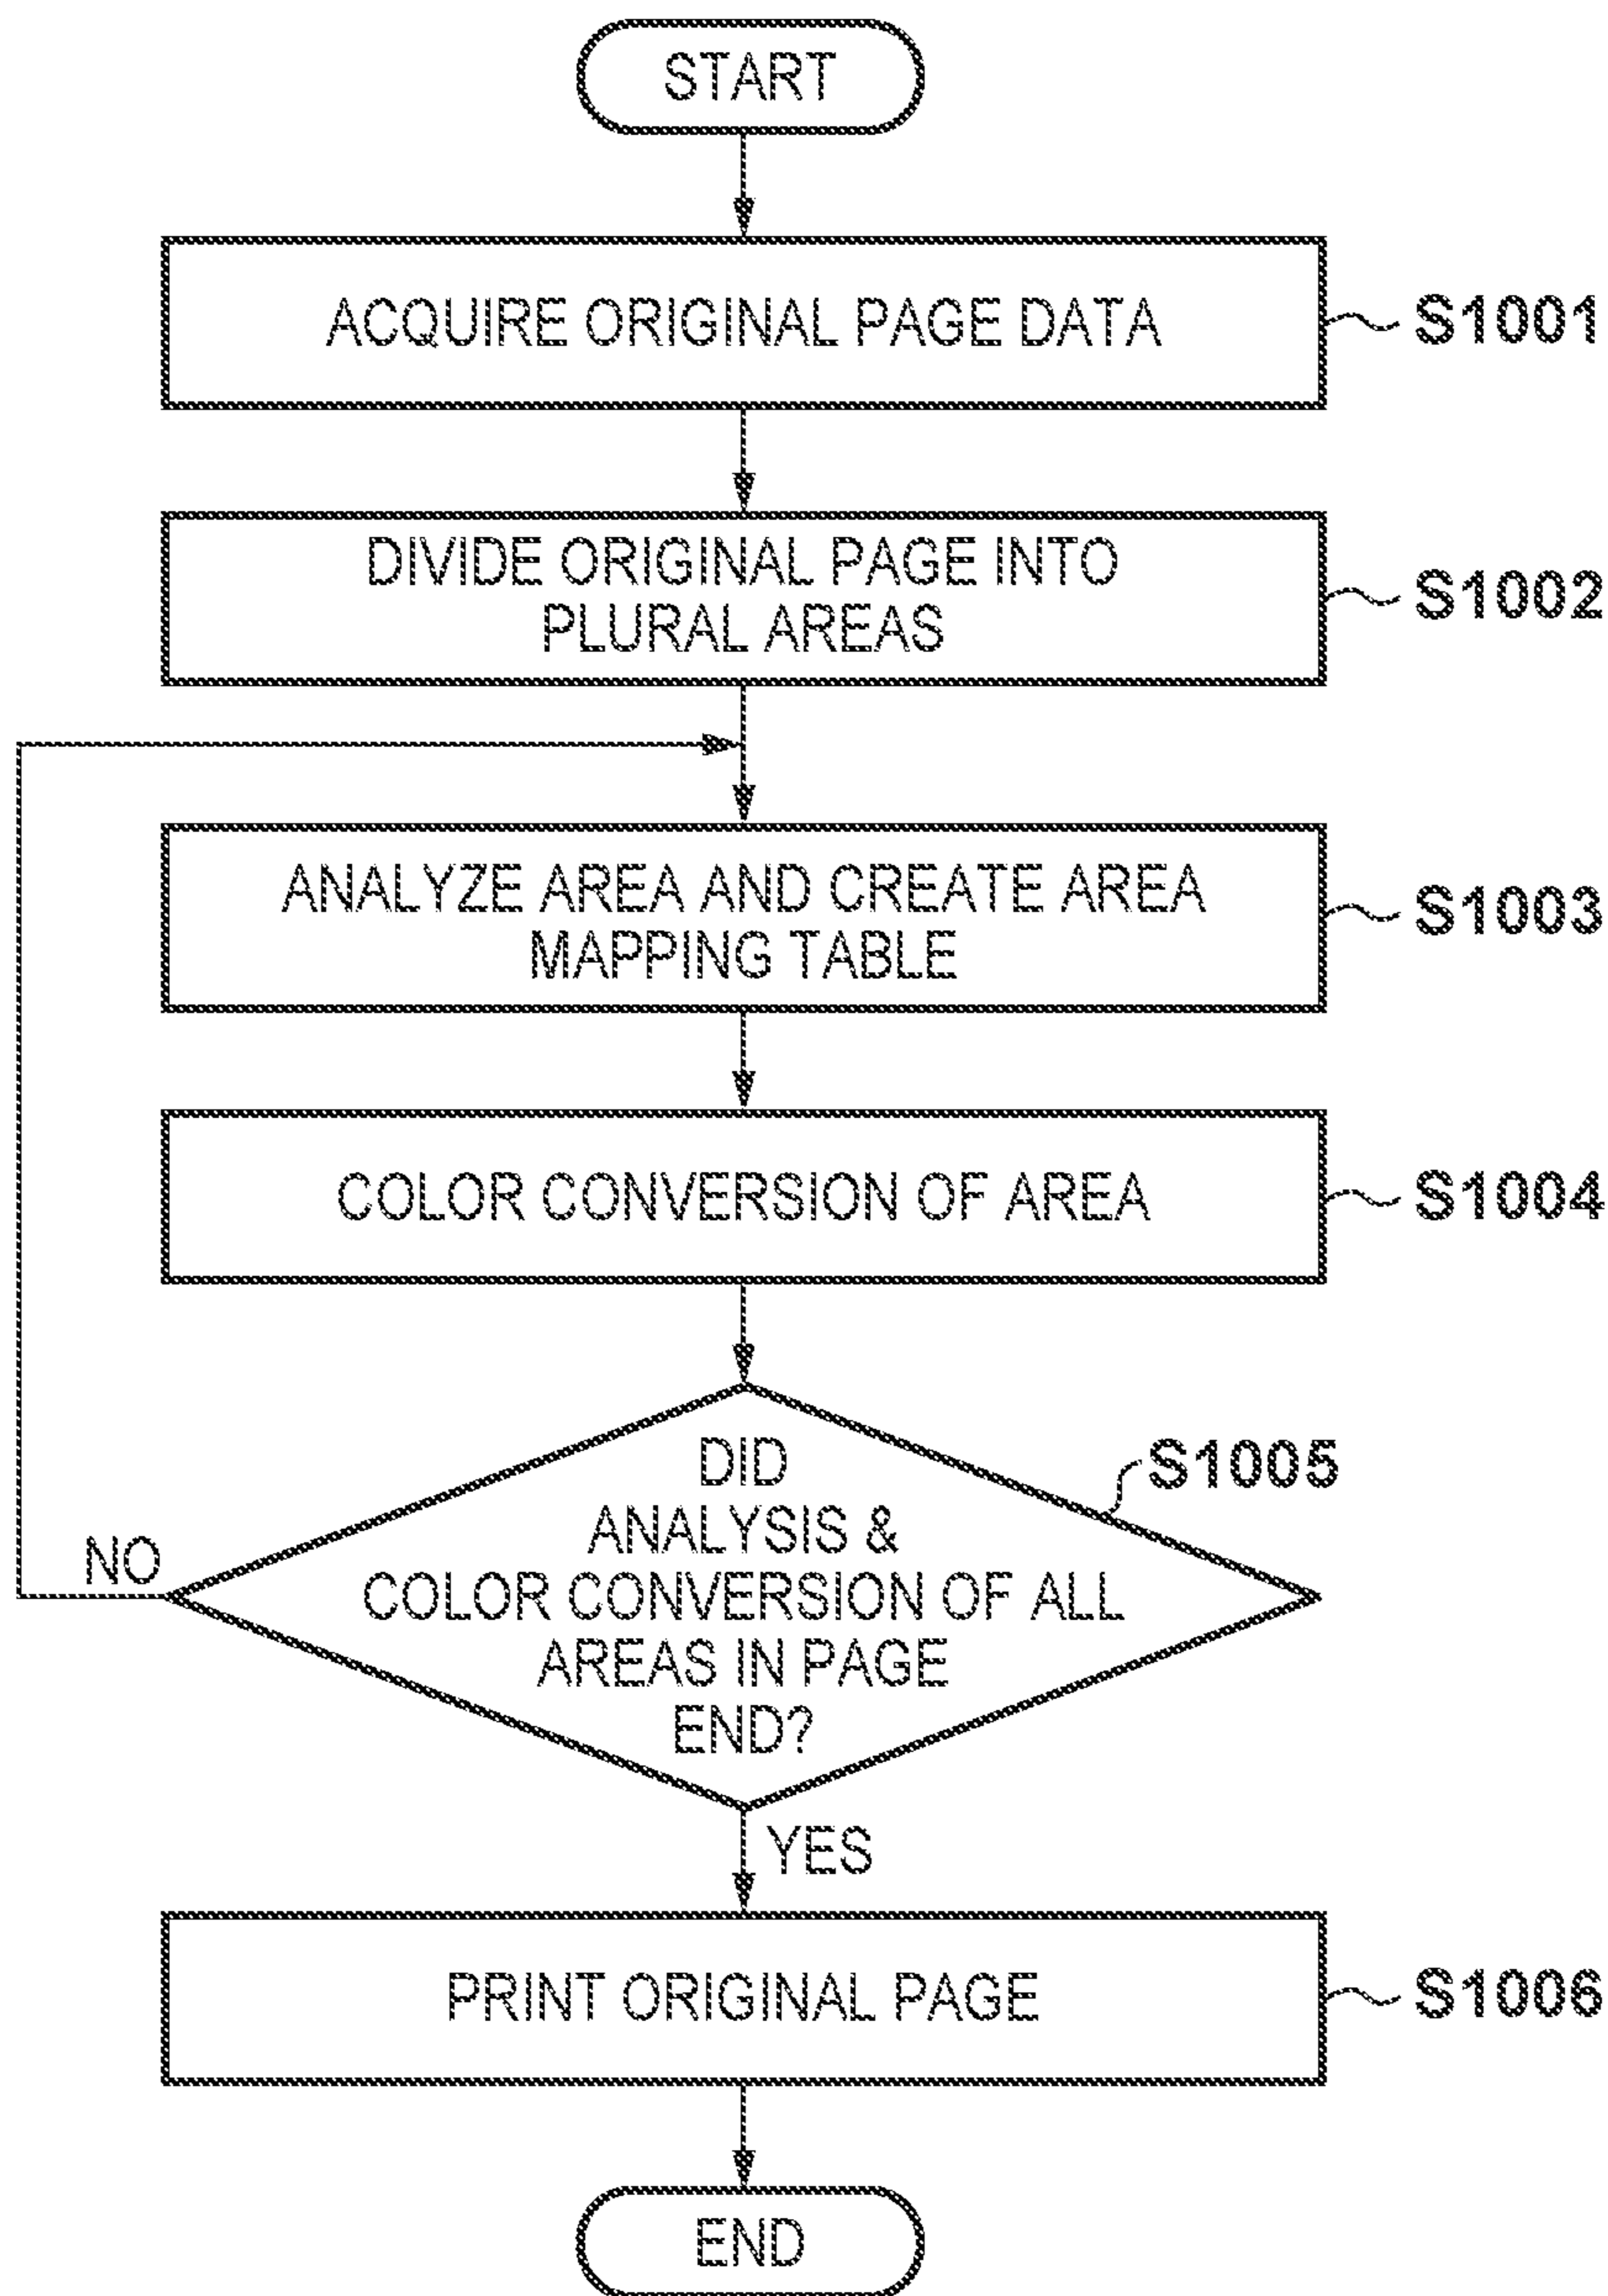 START
ACQUIRE ORIGINAL PAGE DATA
S1001
DIVIDE ORIGINAL PAGE INTO
PLURAL AREAS
S1002
ANALYZE AREA AND CREATE AREA
MAPPING TABLE
S1003
COLOR CONVERSION OF AREA
S1004
DID
ANALYSIS &
COLOR CONVERSION OF ALL
AREAS IN PAGE
END?
S1005
NO
YES
PRINT ORIGINAL PAGE
S1006
END